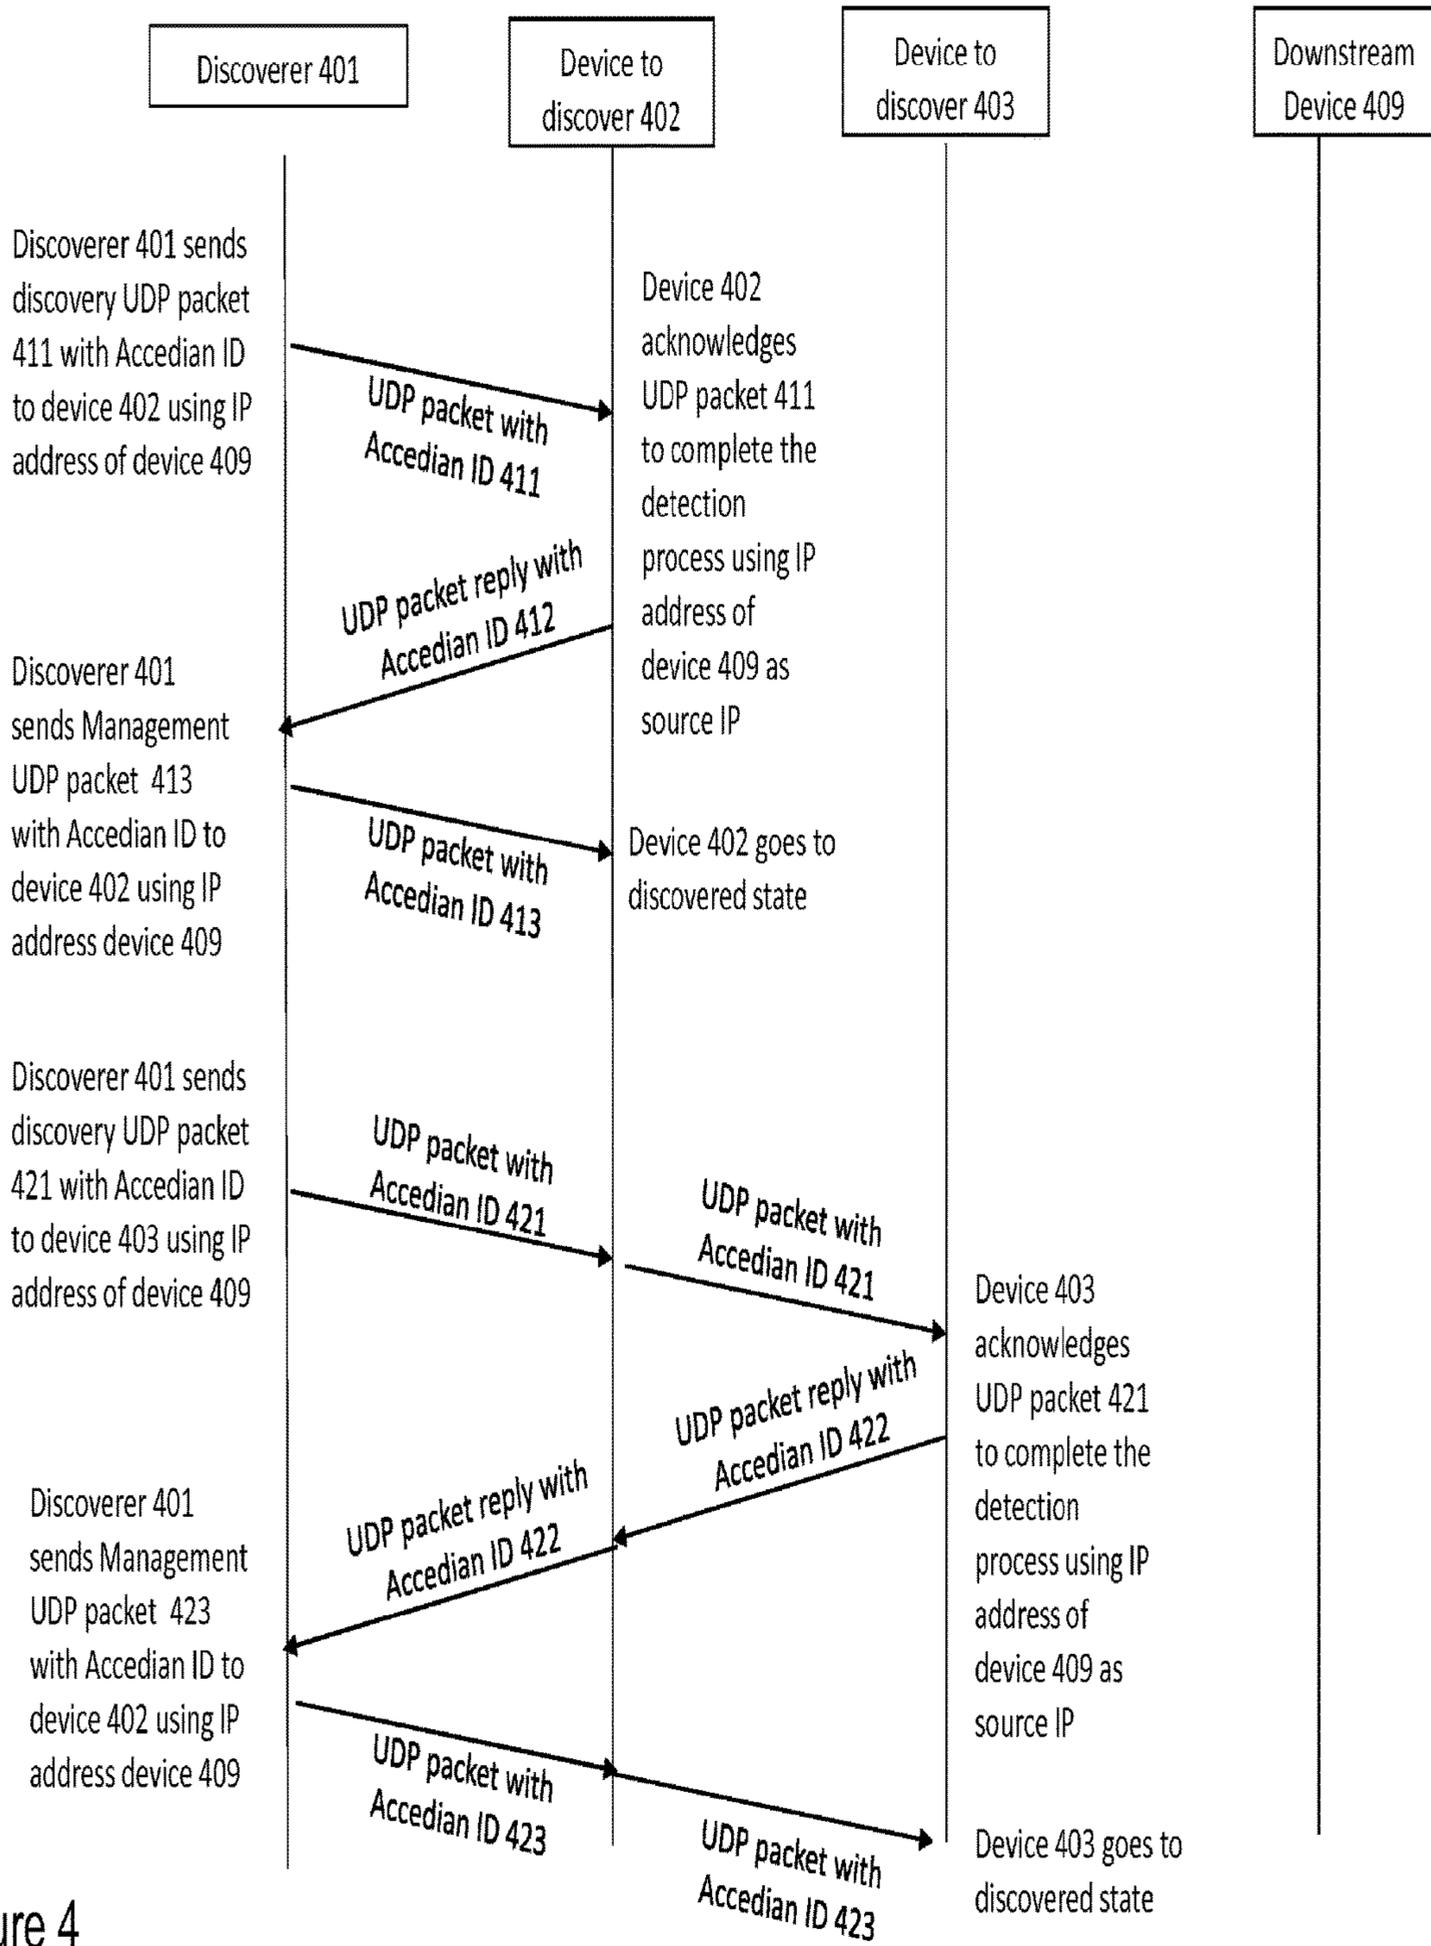 Discoverer 401
Device to
discover 402
Device to
discover 403
Downstream
Device 409
Discoverer 401 sends
discovery UDP packet
411 with Accedian ID
to device 402 using IP
address of device 409
UDP packet with
Accedian ID 411
Device 402
acknowledges
UDP packet 411
to complete the
detection
process using IP
address of
device 409 as
source IP
UDP packet reply with
Accedian ID 412
Discoverer 401
sends Management
UDP packet 413
with Accedian ID to
device 402 using IP
address device 409
UDP packet with
Accedian ID 413
Device 402 goes to
discovered state
Discoverer 401 sends
discovery UDP packet
421 with Accedian ID
to device 403 using IP
address of device 409
UDP packet with
Accedian ID 421
UDP packet with
Accedian ID 421
Device 403
acknowledges
UDP packet 421
to complete the
detection
process using IP
address of
device 409 as
source IP
UDP packet reply with
Accedian ID 422
UDP packet reply with
Accedian ID 422
Discoverer 401
sends Management
UDP packet 423
with Accedian ID to
device 402 using IP
address device 409
UDP packet with
Accedian ID 423
UDP packet with
Accedian ID 423
Device 403 goes to
discovered state
ure 4